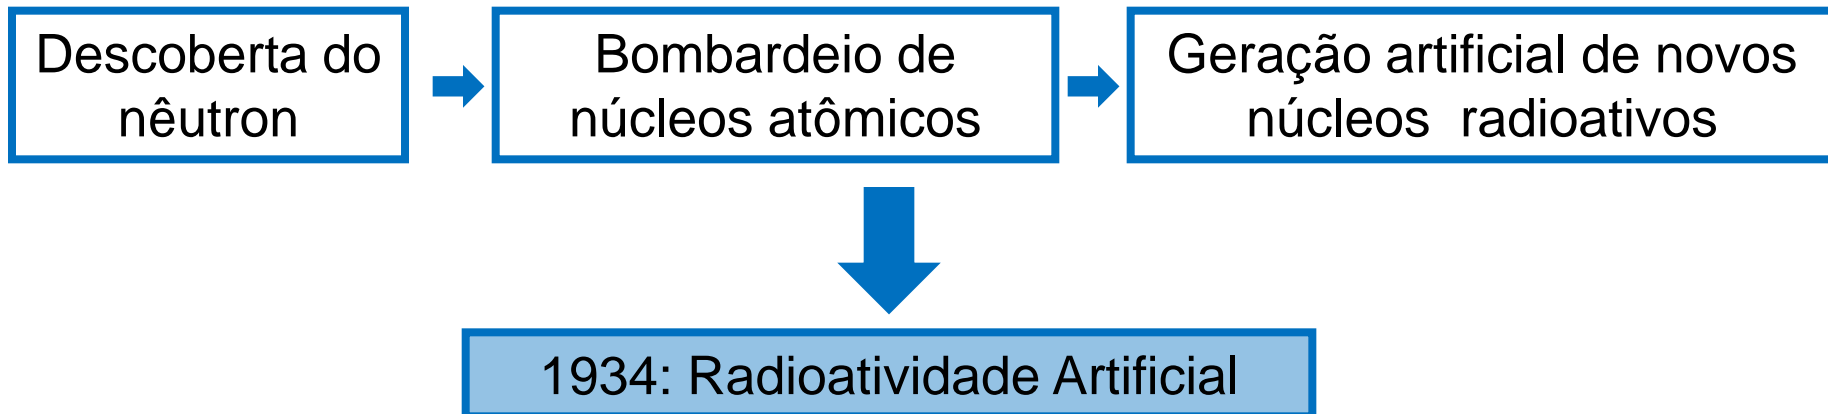 Descoberta do
nêutron
Bombardeio de
núcleos atômicos
Geração artificial de novos
núcleos radioativos
1934: Radioatividade Artificial